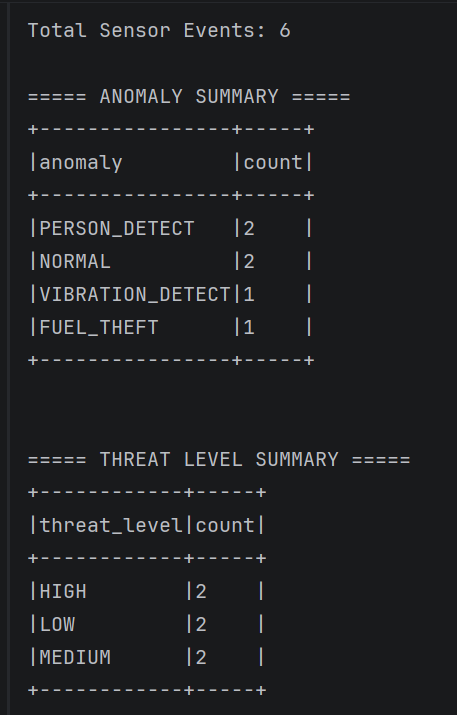 Total Sensor Events: 6
===== ANOMALY SUMMARY =====
+----------------+-----+
|anomaly         |count|
+----------------+-----+
|PERSON_DETECT   |2    |
|NORMAL          |2    |
|VIBRATION_DETECT|1    |
|FUEL_THEFT      |1    |
+----------------+-----+
===== THREAT LEVEL SUMMARY =====
+------------+-----+
|threat_level|count|
+------------+-----+
|HIGH        |2    |
|LOW         |2    |
|MEDIUM      |2    |
+------------+-----+